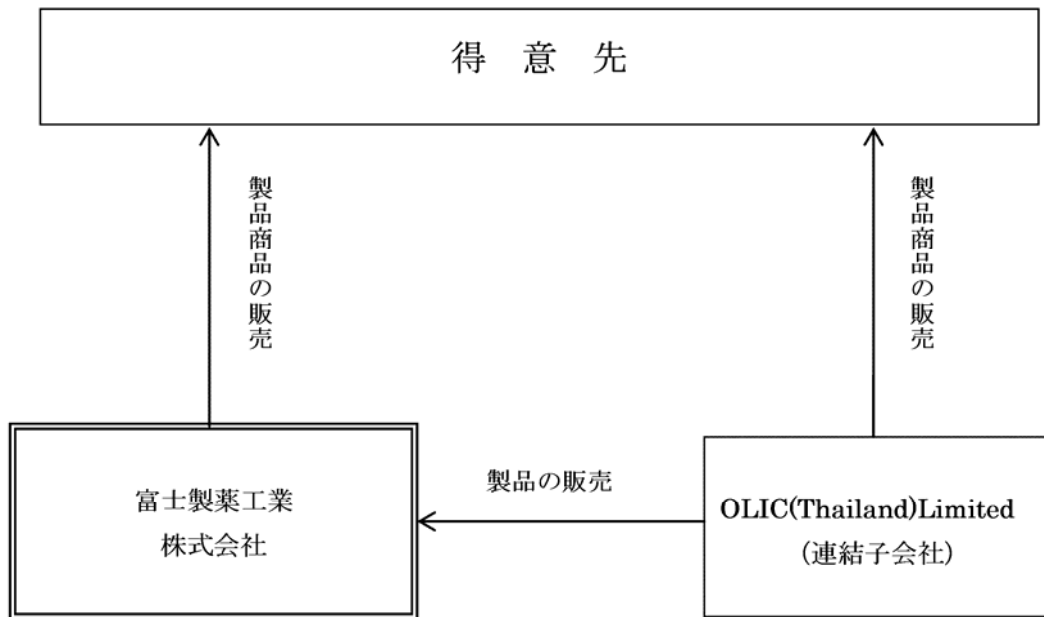 得 意 先
製品商品の販売
製品商品の販売
製品の販売
富士製薬工業
株式会社
OLIC(Thailand)Limited
(連結子会社)